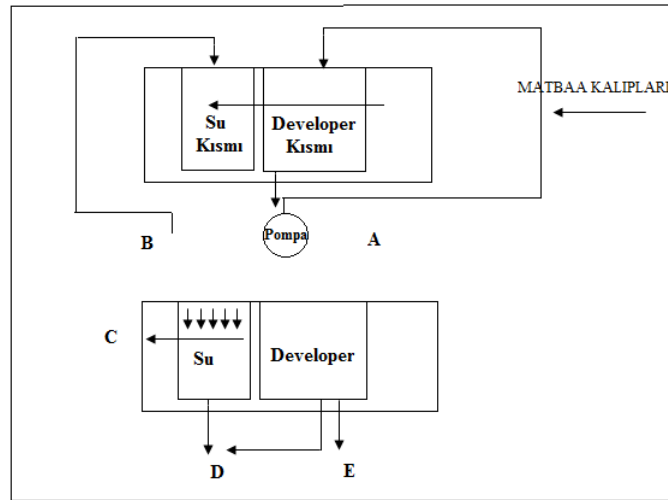 MATBAA KALIPLARI
Su
Kısmı
Developer
Kısmı
B
Pompa
A
C
Su
Developer
D
E